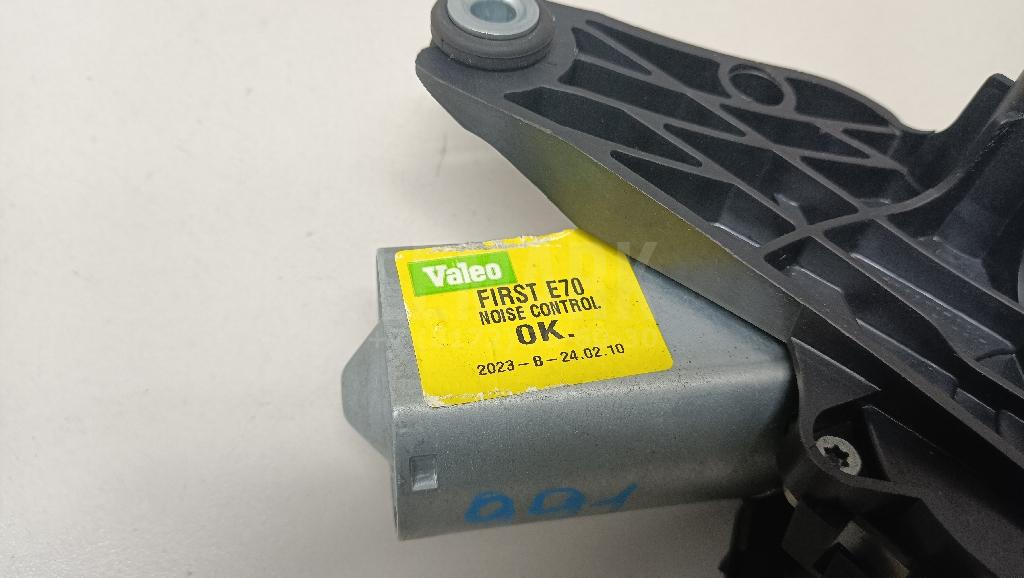 Valeo
FIRST E70
NOISE CONTROL
OK.
2023-B-24.02.10